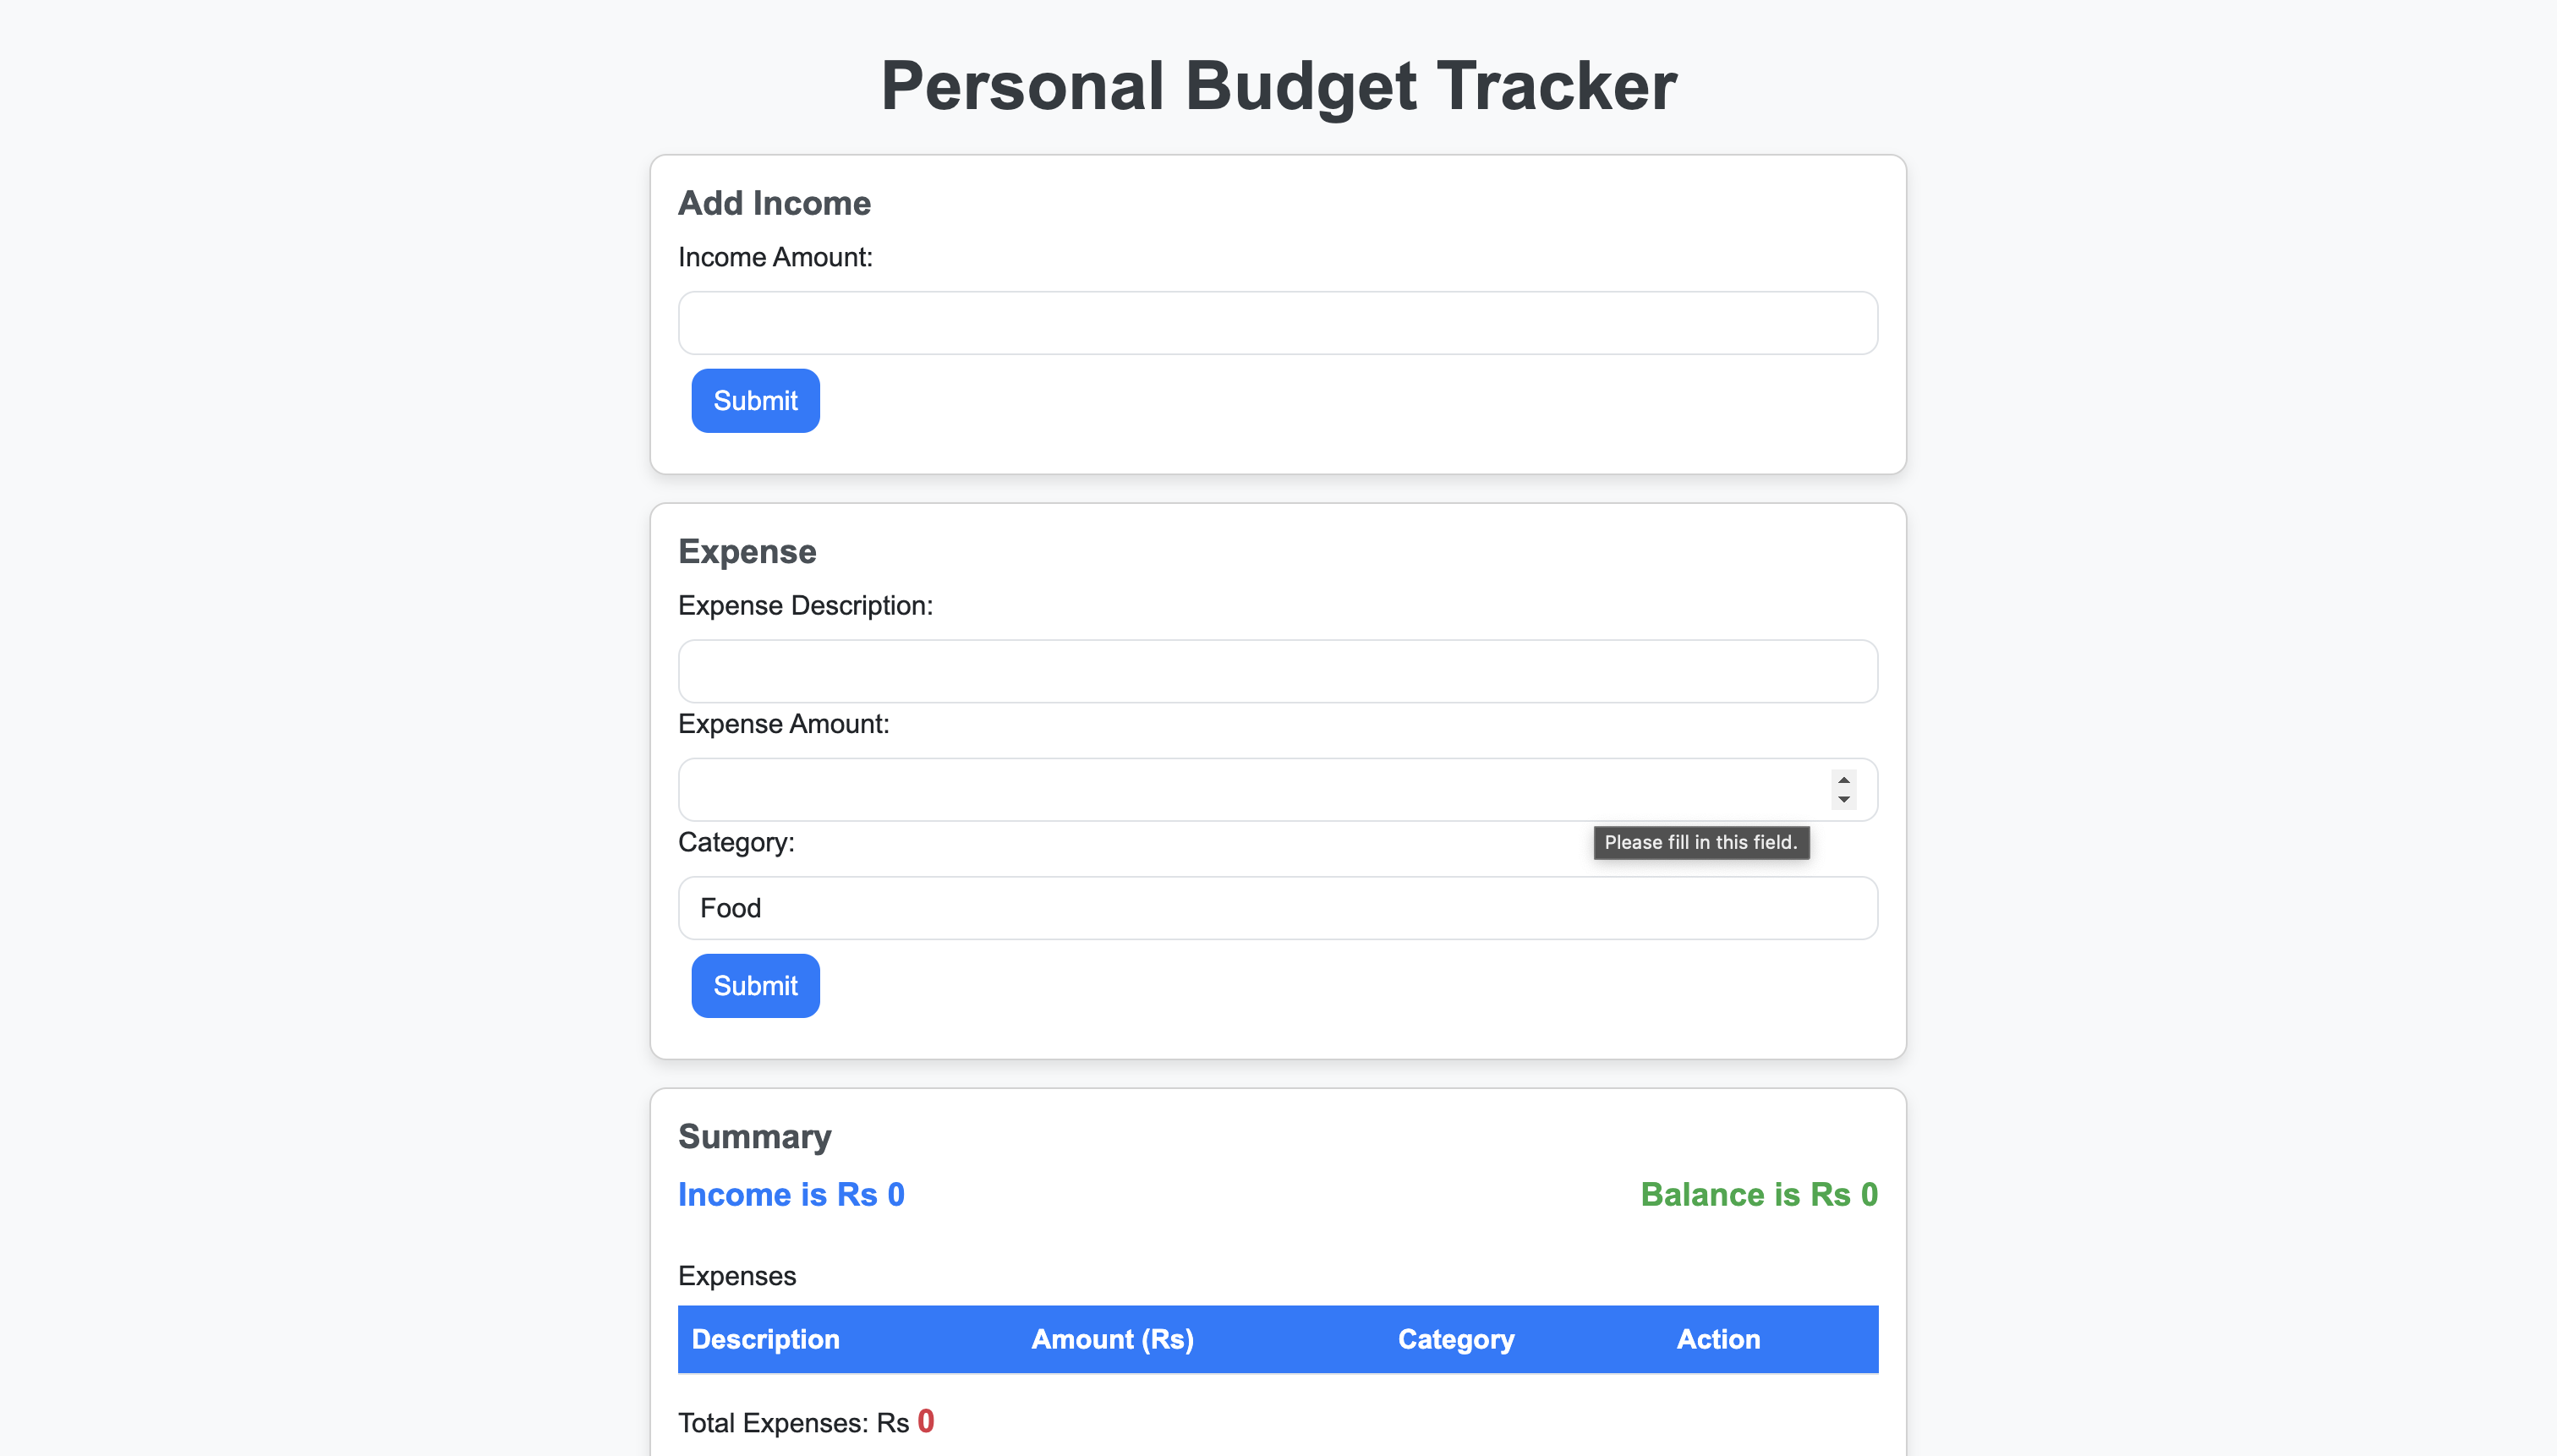 Personal Budget Tracker
Add Income
Income Amount:
Submit
Expense
Expense Description:
Expense Amount:
Please fill in this field.
Category:
Food
Submit
Summary
Income is Rs 0
Balance is Rs 0
Expenses
Description Amount (Rs) Category Action
Total Expenses: Rs 0